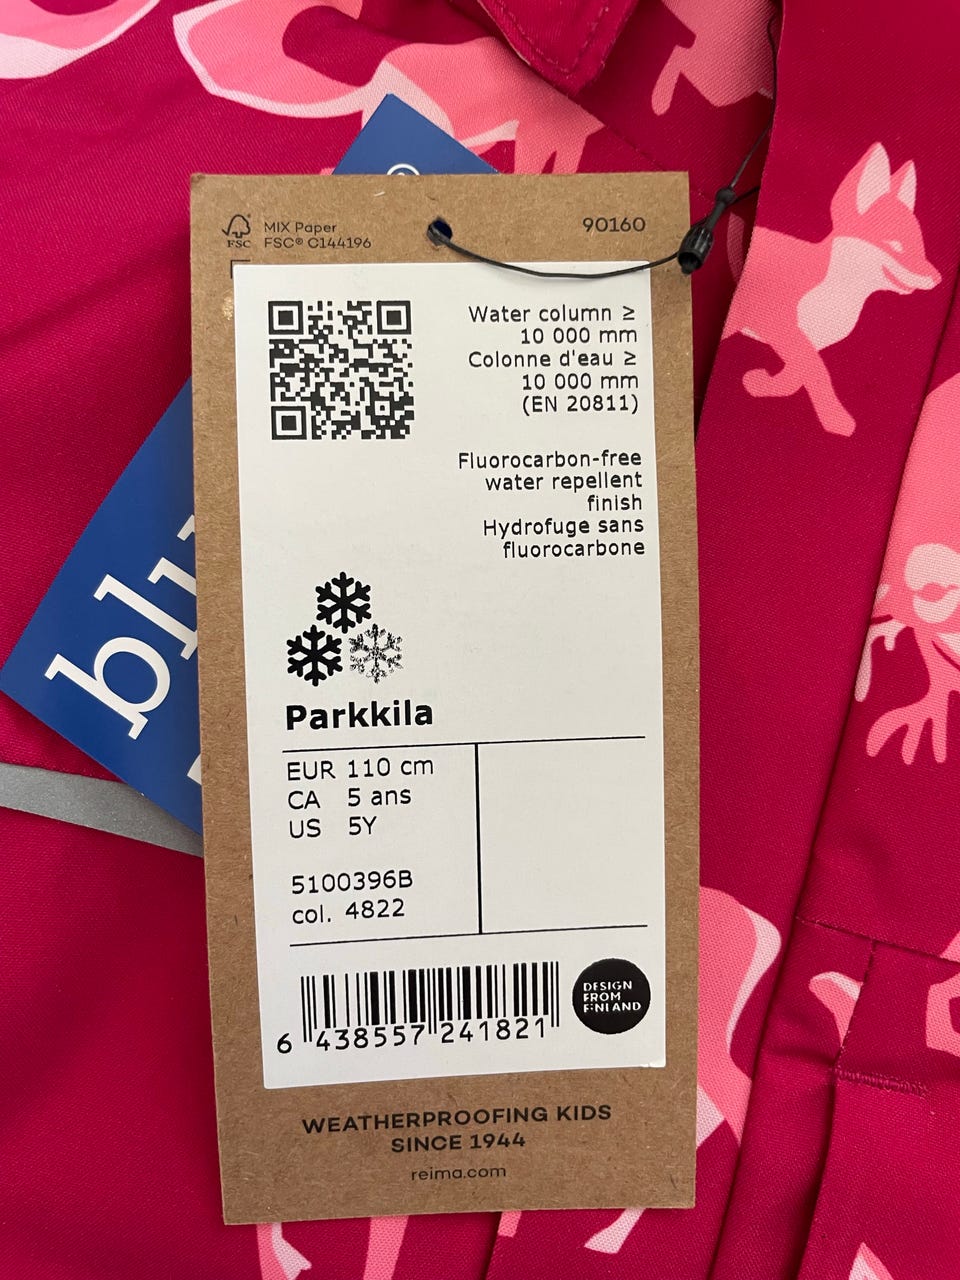 MIX Paper
FSC® C144196
FSC
90160
Water column ≥
10 000 mm
Colonne d'eau ≥
10 000 mm
(EN 20811)
Fluorocarbon-free
water repellent
finish
Hydrofuge sans
fluorocarbone
Parkkila
EUR 110 cm
CA 5 ans
US 5Y
5100396B
col. 4822
6 438557 241821
DESIGN
FROM
FINLAND
WEATHERPROOFING KIDS
SINCE 1944
reima.com